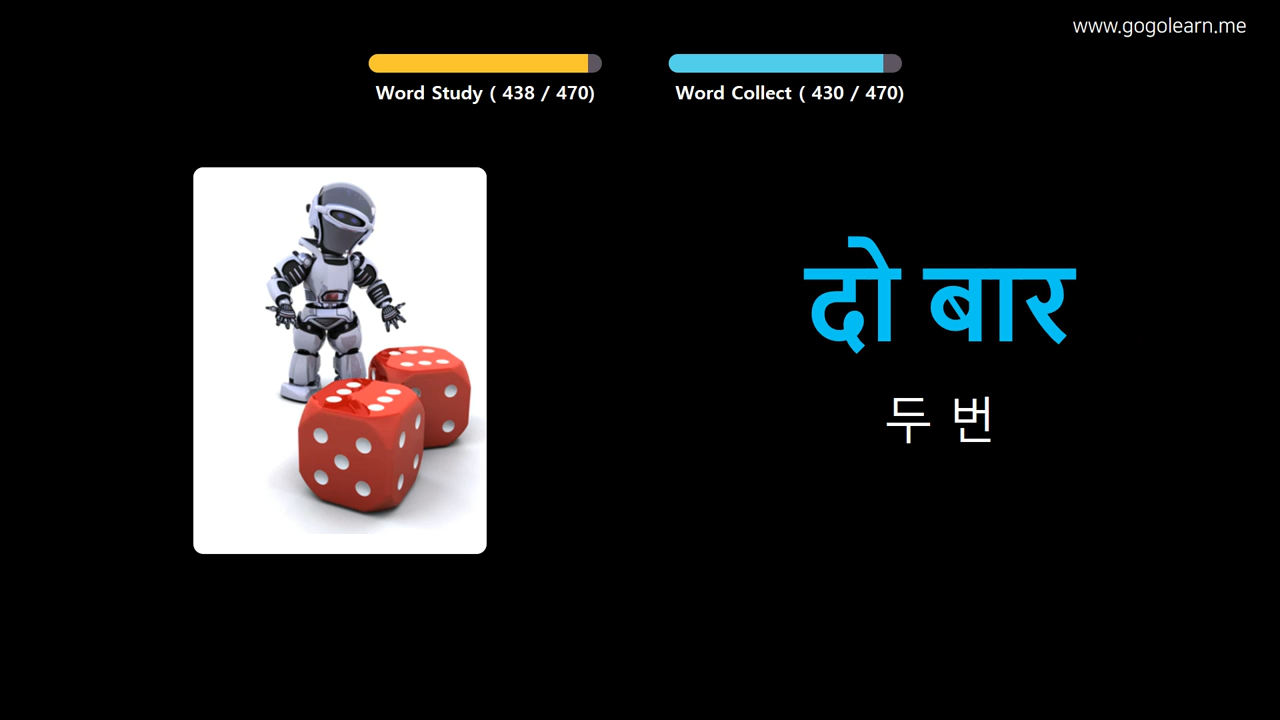 www.gogolearn.me
Word Study ( 438 / 470)
Word Collect ( 430 / 470)
दो बार
두 번